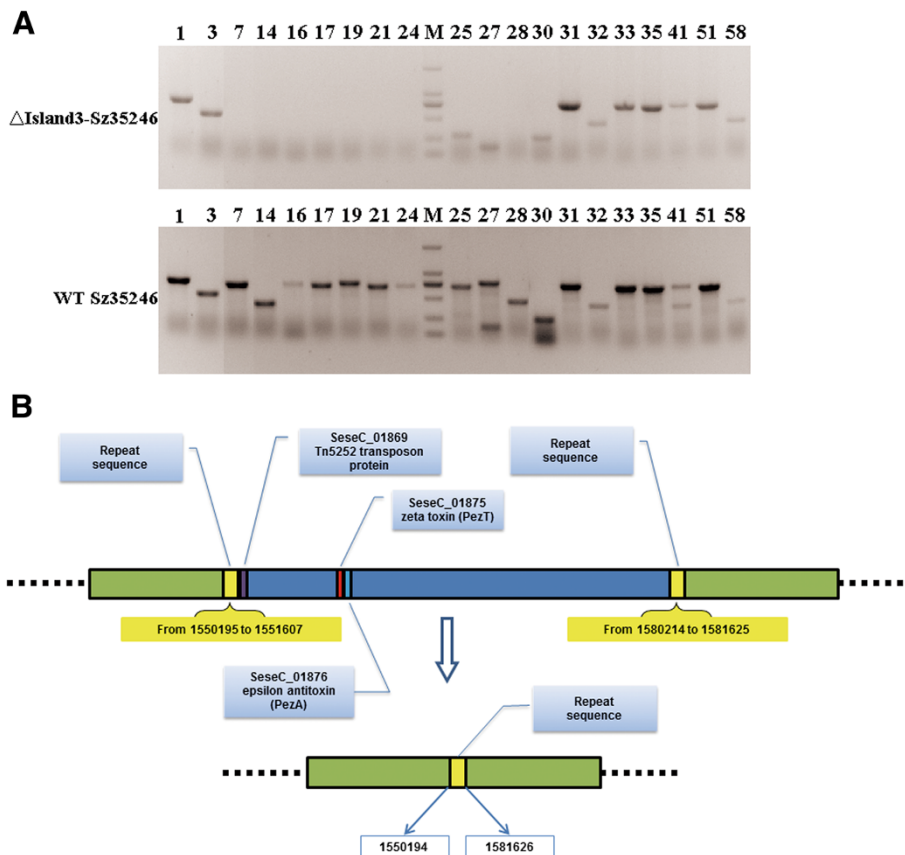 A
1 3 7 14 16 17 19 21 24 M 25 27 28 30 31 32 33 35 41 51 58
△Island3-Sz35246
1 3 7 14 16 17 19 21 24 M 25 27 28 30 31 32 33 35 41 51 58
WT Sz35246
B
Repeat
sequence
SeseC_01869
Tn5252 transposon
protein
Repeat
sequence
SeseC_01875
zeta toxin (PezT)
From 1550195 to 1551607
From 1580214 to 1581625
SeseC_01876
epsilon antitoxin
(PezA)
Repeat
sequence
1550194
1581626